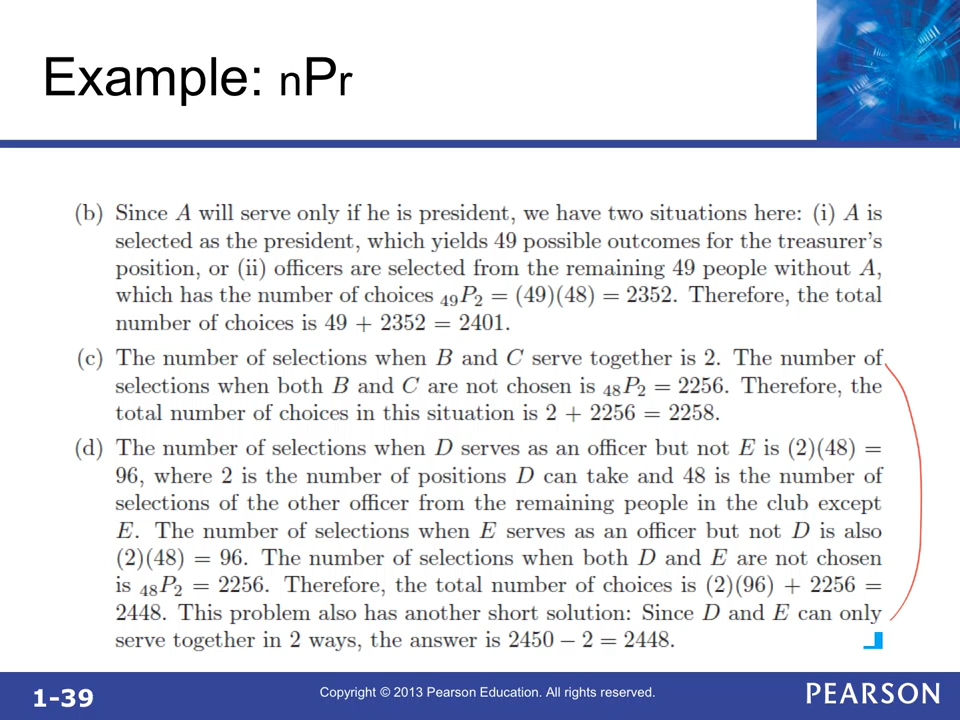 Example: nPr
(b) Since A will serve only if he is president, we have two situations here: (i) A is
selected as the president, which yields 49 possible outcomes for the treasurer's
position, or (ii) officers are selected from the remaining 49 people without A,
which has the number of choices ₄₉P₂ = (49)(48) = 2352. Therefore, the total
number of choices is 49 + 2352 = 2401.
(c) The number of selections when B and C serve together is 2. The number of
selections when both B and C are not chosen is ₄₈P₂ = 2256. Therefore, the
total number of choices in this situation is 2 + 2256 = 2258.
(d) The number of selections when D serves as an officer but not E is (2)(48) =
96, where 2 is the number of positions D can take and 48 is the number of
selections of the other officer from the remaining people in the club except
E. The number of selections when E serves as an officer but not D is also
(2)(48) = 96. The number of selections when both D and E are not chosen
is ₄₈P₂ = 2256. Therefore, the total number of choices is (2)(96) + 2256 =
2448. This problem also has another short solution: Since D and E can only
serve together in 2 ways, the answer is 2450 − 2 = 2448.
1-39
Copyright © 2013 Pearson Education. All rights reserved.
PEARSON